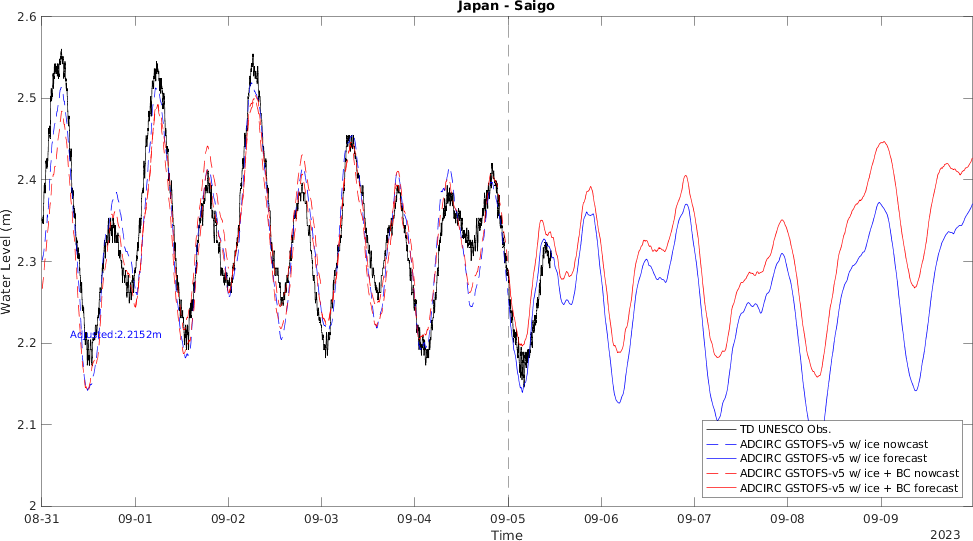 Japan - Saigo
2.6
2.5
2.4
2.3
2.2
2.1
2
Water Level (m)
Adjusted:2.2152m
TD UNESCO Obs.
ADCIRC GSTOFS-v5 w/ ice nowcast
ADCIRC GSTOFS-v5 w/ ice forecast
ADCIRC GSTOFS-v5 w/ ice + BC nowcast
ADCIRC GSTOFS-v5 w/ ice + BC forecast
08-31 09-01 09-02 09-03 09-04 09-05 09-06 09-07 09-08 09-09
Time
2023